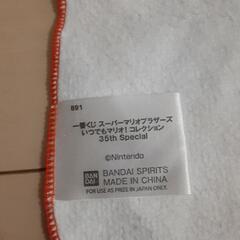 891
一番くじ スーパーマリオブラザーズ
いつでもマリオ! コレクション
35th Special
©Nintendo
BAN
DAI
BANDAI SPIRITS
MADE IN CHINA
FOR USE AS PRIZE IN JAPAN ONLY.